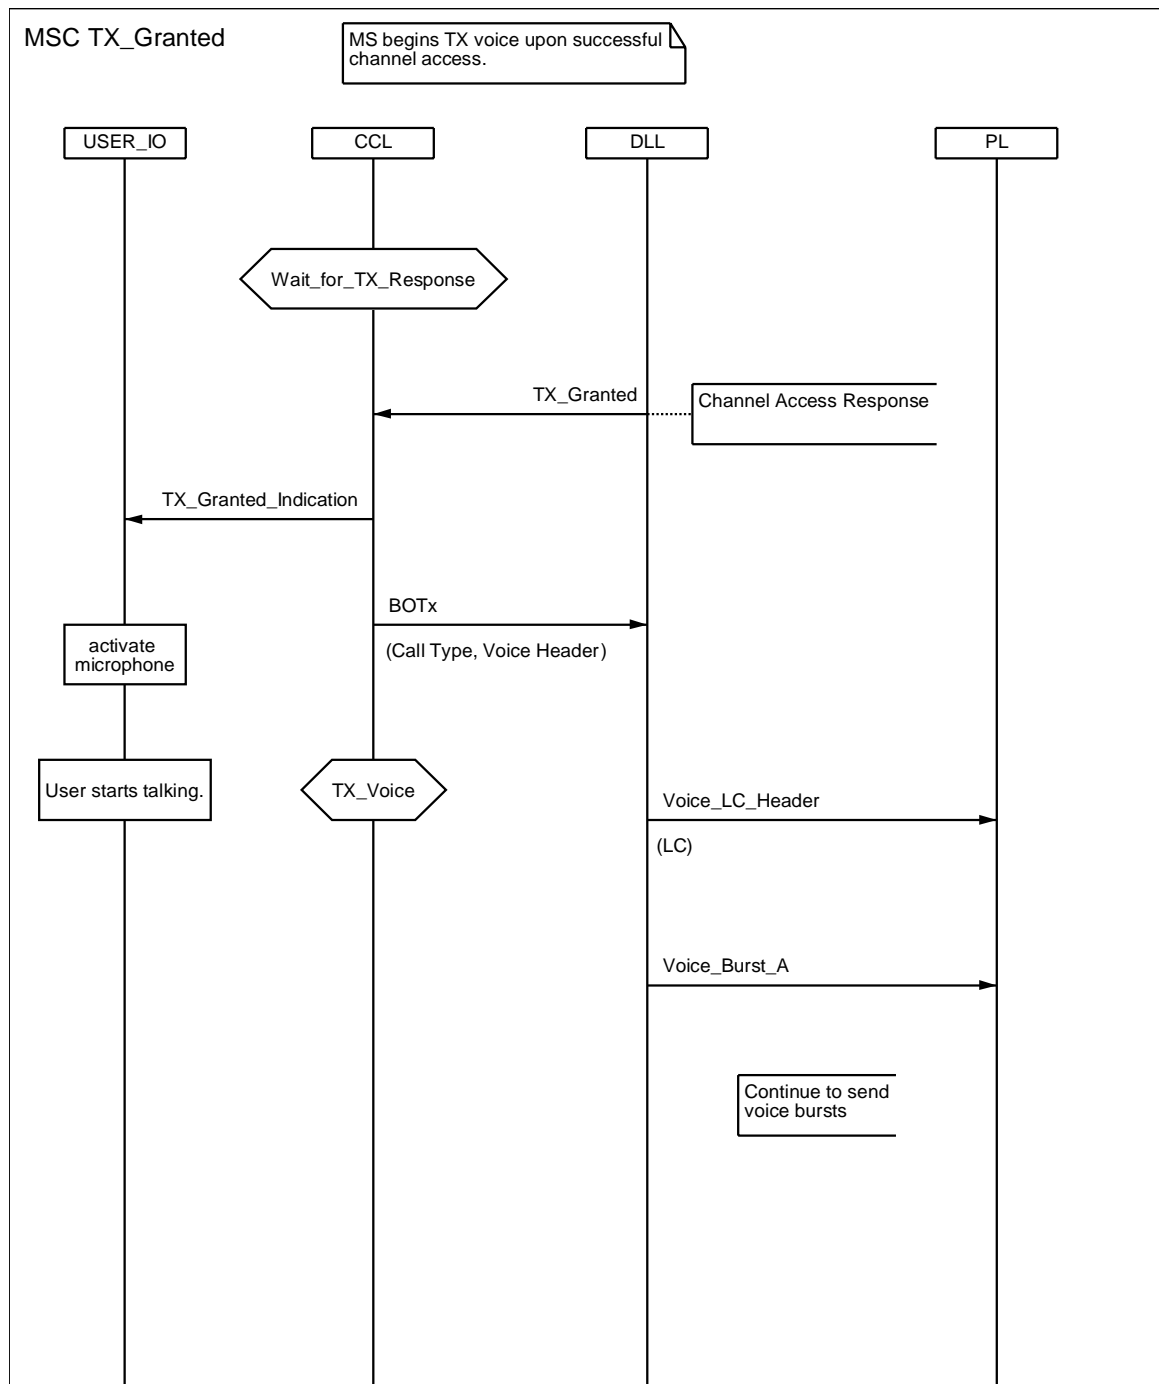 MSC TX_Granted
MS begins TX voice upon successful
channel access.
USER_IO
CCL
DLL
PL
Wait_for_TX_Response
TX_Granted
Channel Access Response
TX_Granted_Indication
BOTx
(Call Type, Voice Header)
activate
microphone
User starts talking.
TX_Voice
Voice_LC_Header
(LC)
Voice_Burst_A
Continue to send
voice bursts